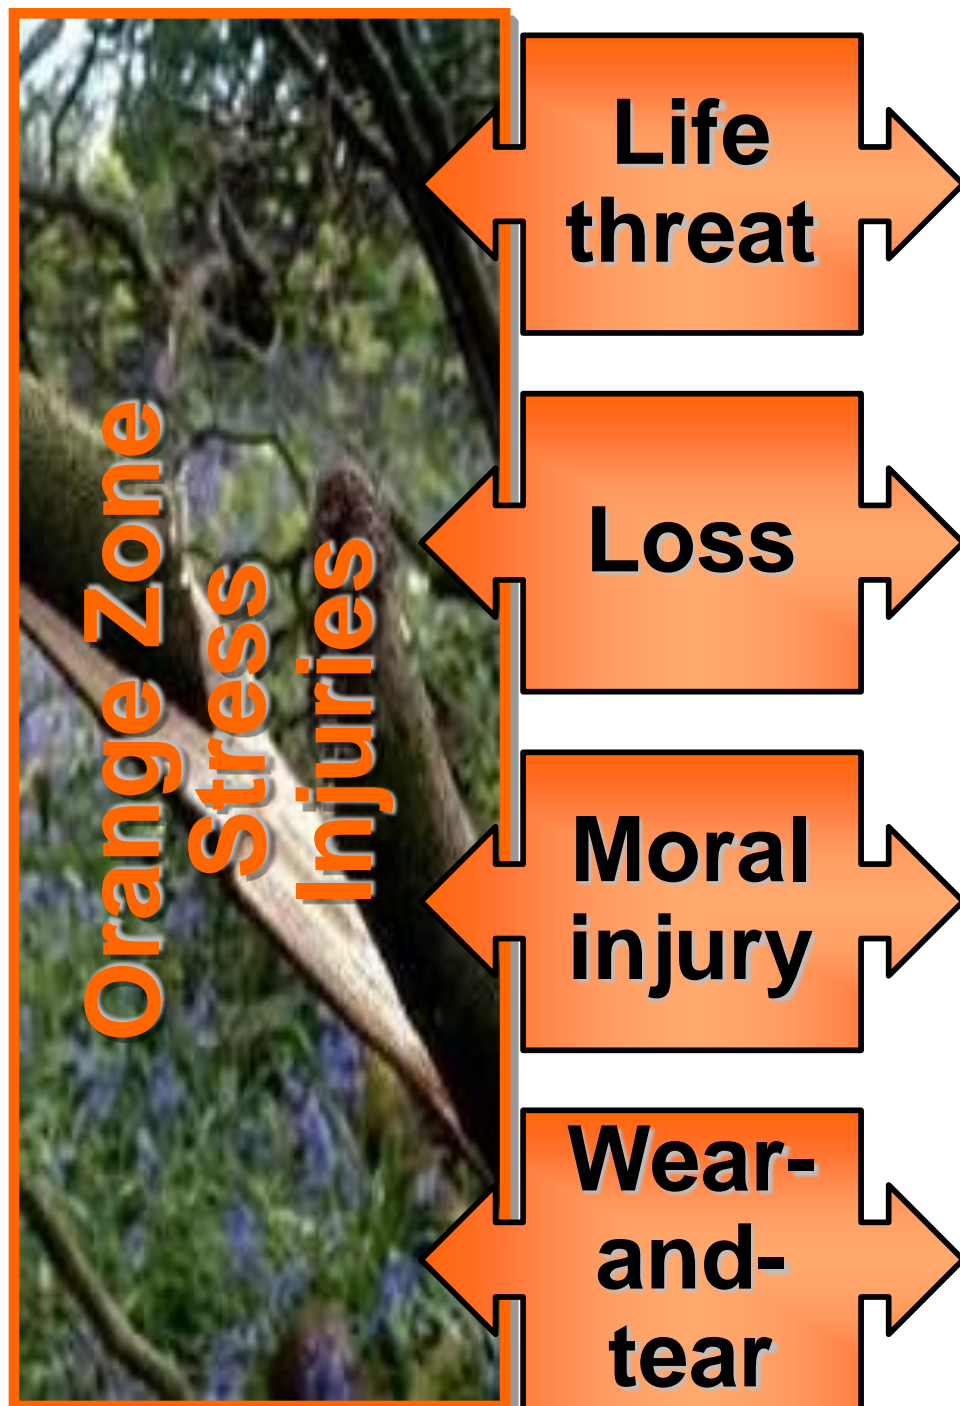 Orange Zone
Stress
Injuries
Life
threat
Loss
Moral
injury
Wear-
and-
tear